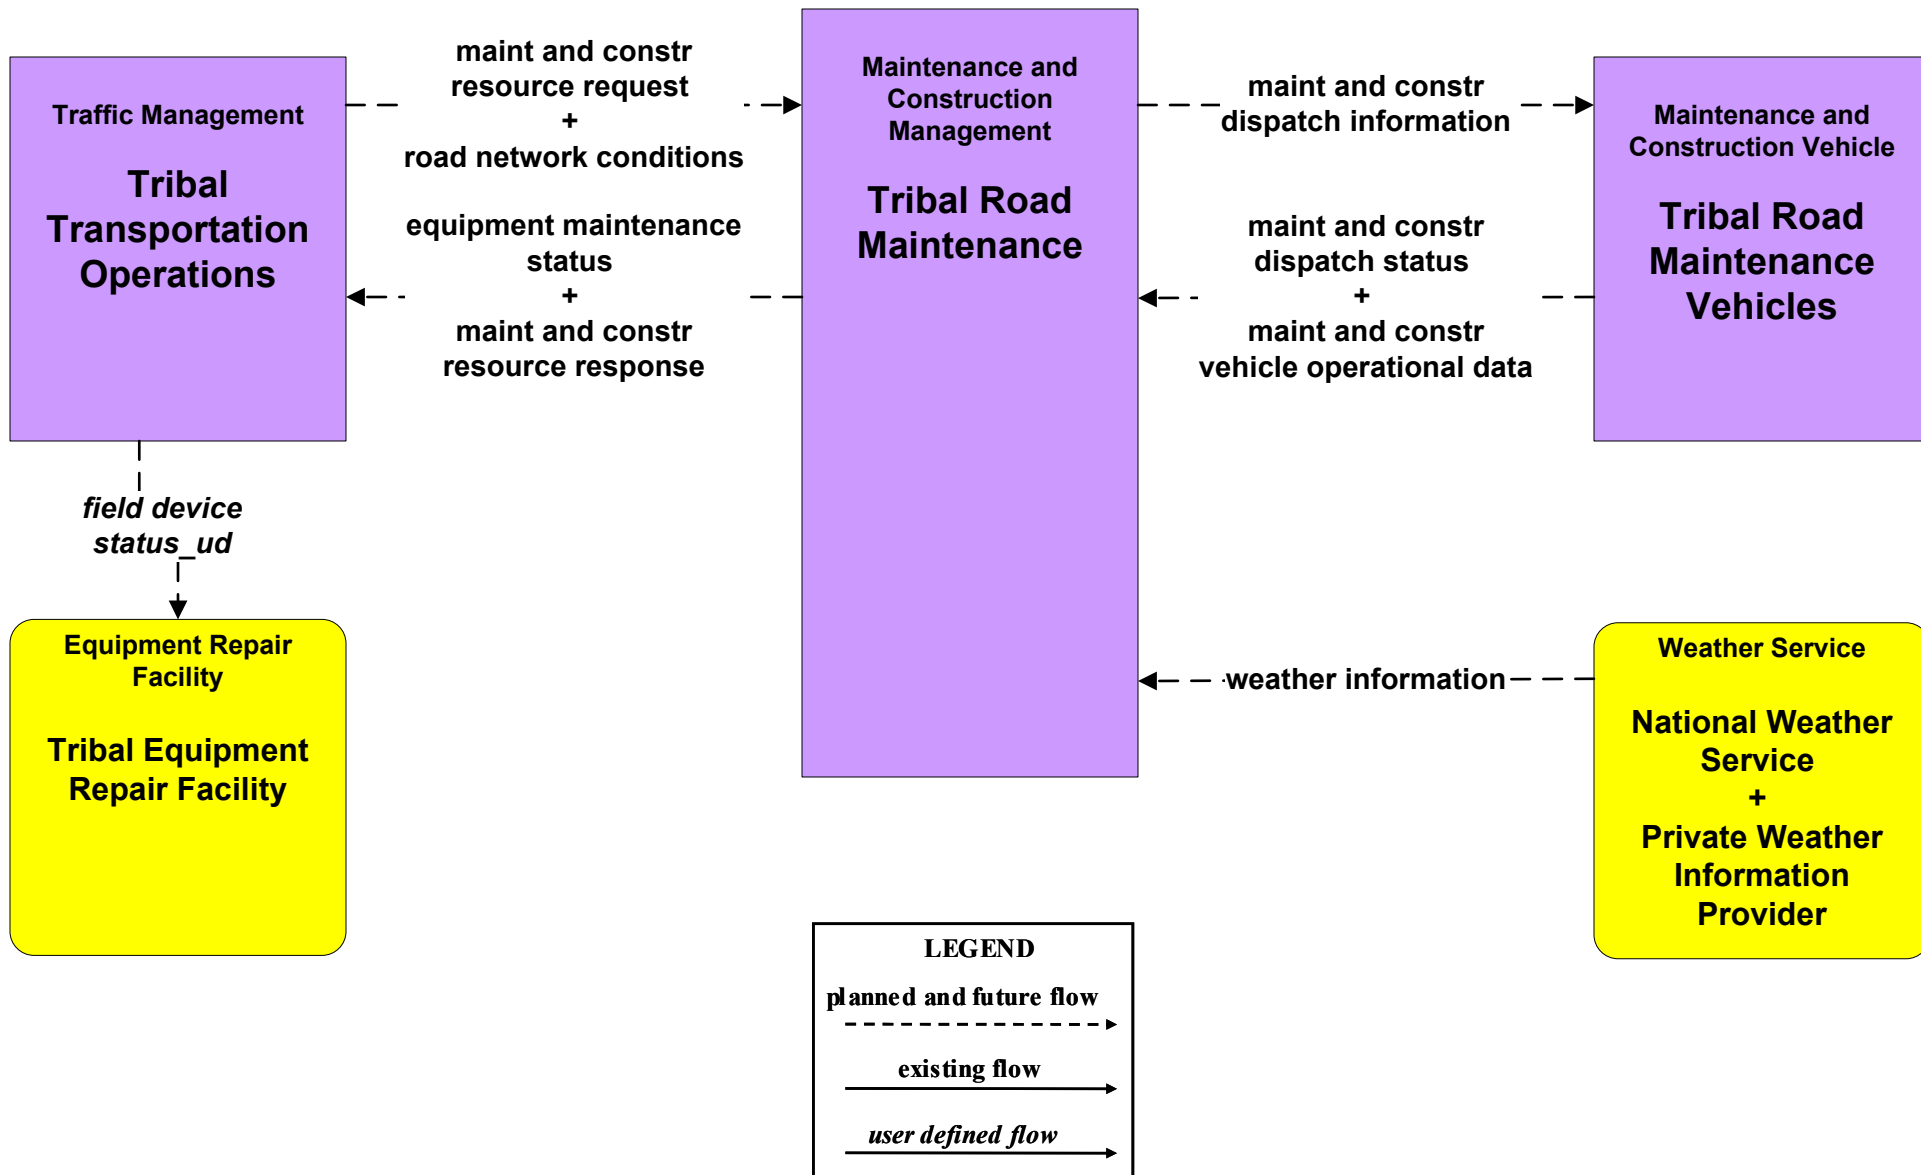 Traffic Management
Tribal
Transportation
Operations
maint and constr
resource request
+
road network conditions
equipment maintenance
status
+
maint and constr
resource response
Maintenance and
Construction
Management
Tribal Road
Maintenance
maint and constr
dispatch information
maint and constr
dispatch status
+
maint and constr
vehicle operational data
Maintenance and
Construction Vehicle
Tribal Road
Maintenance
Vehicles
field device
status_ud
Equipment Repair
Facility
Tribal Equipment
Repair Facility
weather information
Weather Service
National Weather
Service
+
Private Weather
Information
Provider
LEGEND
planned and future flow
existing flow
user defined flow